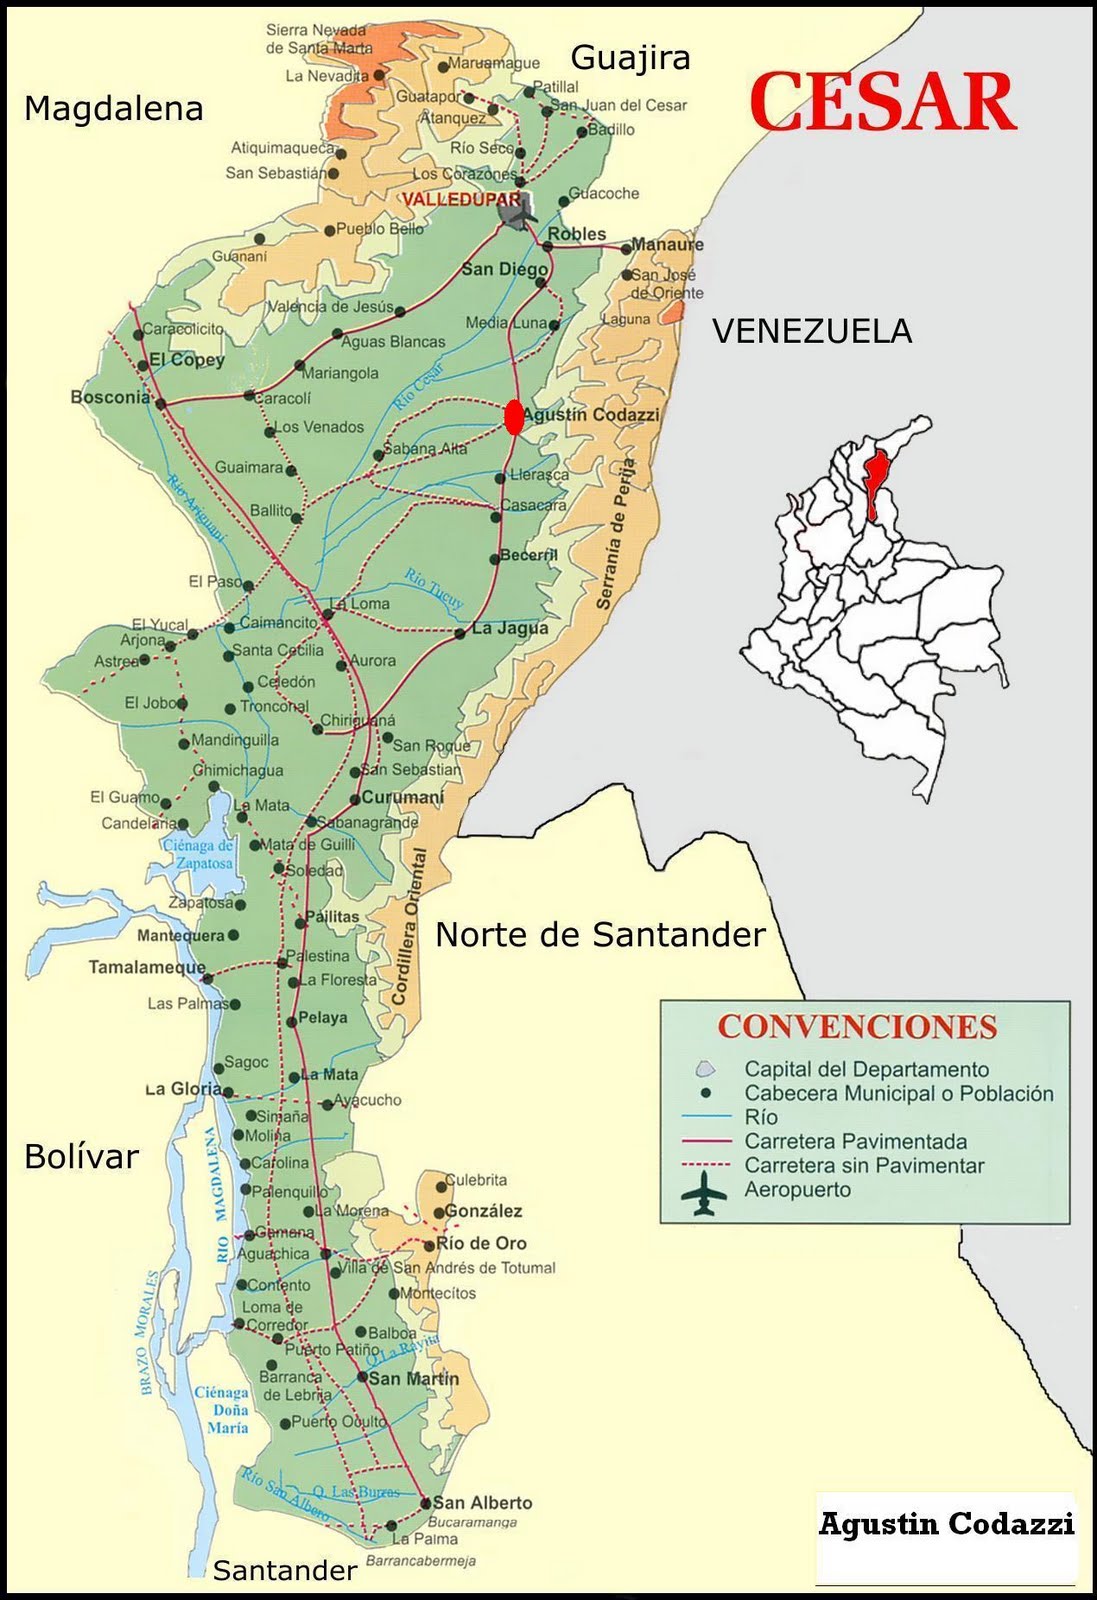 CESAR
Guajira
Magdalena
Sierra Nevada
de Santa Marta
La Nevadita
Maruamague
Guatapor
Atanquez
Patillal
San Juan del Cesar
Badillo
Río Seco
Atiquimaqueca
San Sebastián
Los Corazones
VALLEDUPAR
Guacoche
Pueblo Bello
Robles
Manaure
Guananí
San Diego
San José
de Oriente
Valencia de Jesús
Media Luna
Laguna
VENEZUELA
Caracolicito
Aguas Blancas
El Copey
Mariangola
Río Cesar
Bosconia
Caracolí
Agustín Codazzi
Los Venados
Sabana Alta
Guaimara
Llerasca
Río Ariguaní
Casacara
Ballito
Serranía de Perija
Becerril
El Paso
Río Tucuy
La Loma
El Yucal
Caimancito
La Jagua
Arjona
Astrea
Santa Cecilia
Aurora
Celedón
El Jobo
Tronconal
Chiriguaná
Mandinguilla
San Roque
Chimichagua
San Sebastian
El Guamo
La Mata
Curumaní
Candelaria
Sabanagrande
Ciénaga de
Zapatosa
Mata de Guilli
Soledad
Zapatosa
Pailitas
Cordillera Oriental
Norte de Santander
Mantequera
Palestina
Tamalameque
La Floresta
Las Palmas
Pelaya
CONVENCIONES
Capital del Departamento
Cabecera Municipal o Población
Río
Carretera Pavimentada
Carretera sin Pavimentar
Aeropuerto
Sagoc
La Mata
La Gloria
Ayacucho
Simaña
Molina
Bolívar
RIO MAGDALENA
Carolina
Palenquillo
Culebrita
La Morena
González
Gamana
Aguachica
Río de Oro
Villa de San Andrés de Totumal
Contento
Montecítos
BRAZO MORALES
Loma de
Corredor
Balboa
Puerto Patiño
Q.La Rayita
Barranca
de Lebrija
San Martín
Ciénaga
Doña
María
Puerto Oculto
Río San Albero
Q. Las Burras
San Alberto
Bucaramanga
La Palma
Barrancabermeja
Santander
Agustin Codazzi